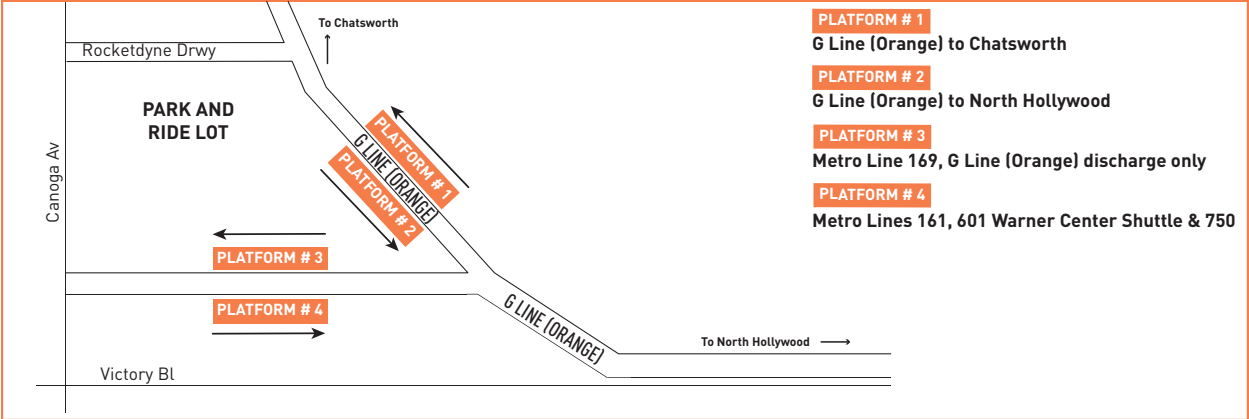 To Chatsworth
Rocketdyne Drwy
PARK AND
RIDE LOT
Canoga Av
PLATFORM # 1
G LINE (ORANGE)
PLATFORM # 2
PLATFORM # 3
PLATFORM # 4
G LINE (ORANGE)
To North Hollywood
Victory Bl
PLATFORM # 1
G Line (Orange) to Chatsworth
PLATFORM # 2
G Line (Orange) to North Hollywood
PLATFORM # 3
Metro Line 169, G Line (Orange) discharge only
PLATFORM # 4
Metro Lines 161, 601 Warner Center Shuttle & 750